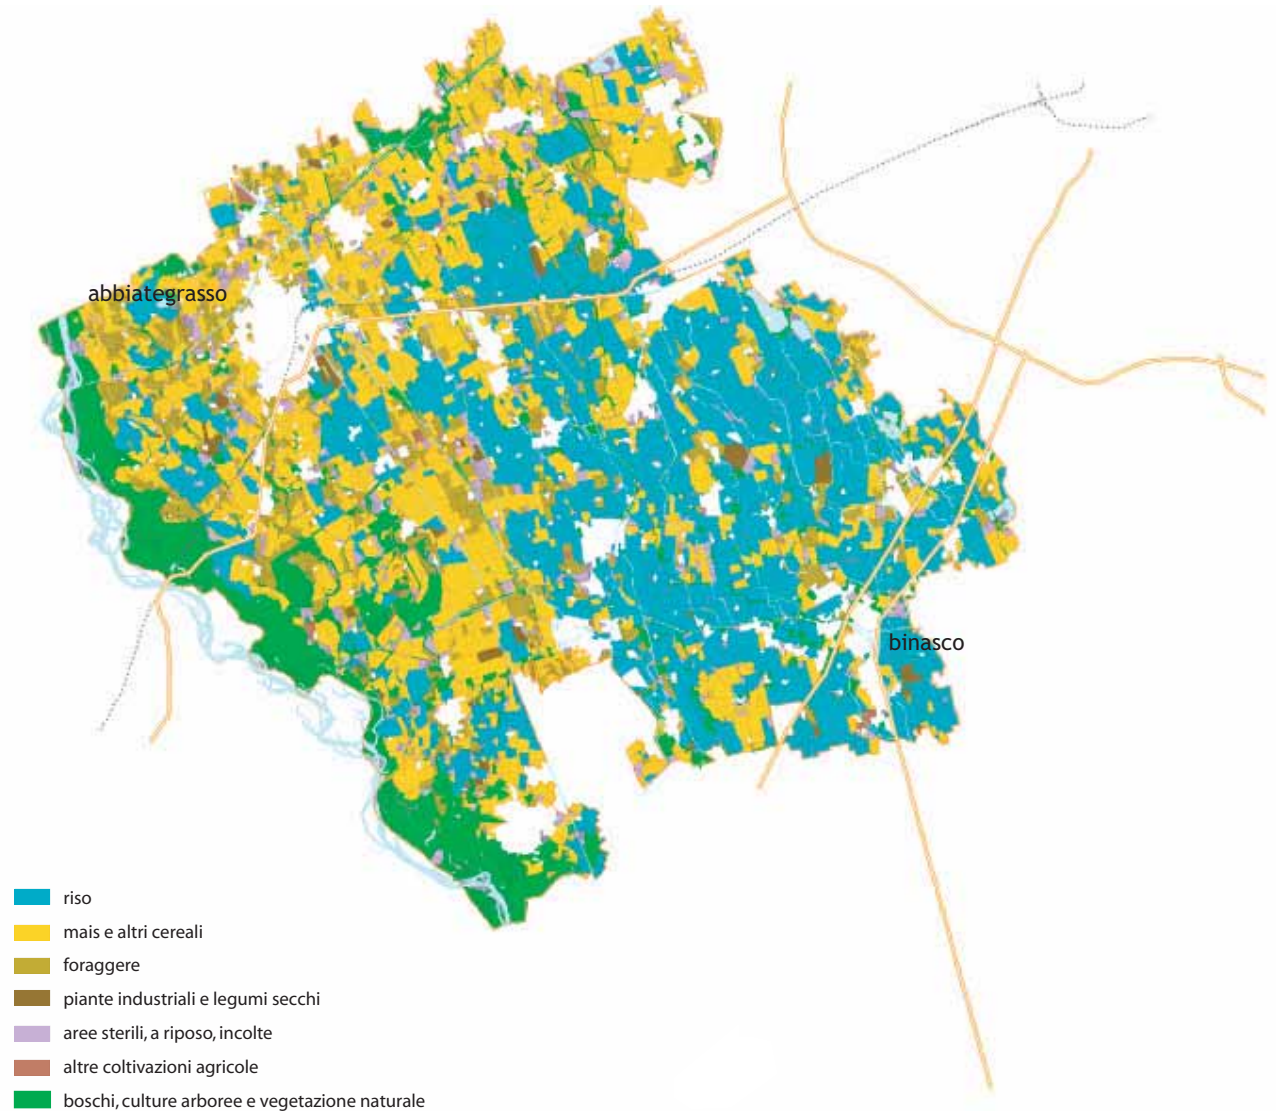 abbiategrasso
binasco
riso
mais e altri cereali
foraggere
piante industriali e legumi secchi
aree sterili, a riposo, incolte
altre coltivazioni agricole
boschi, culture arboree e vegetazione naturale